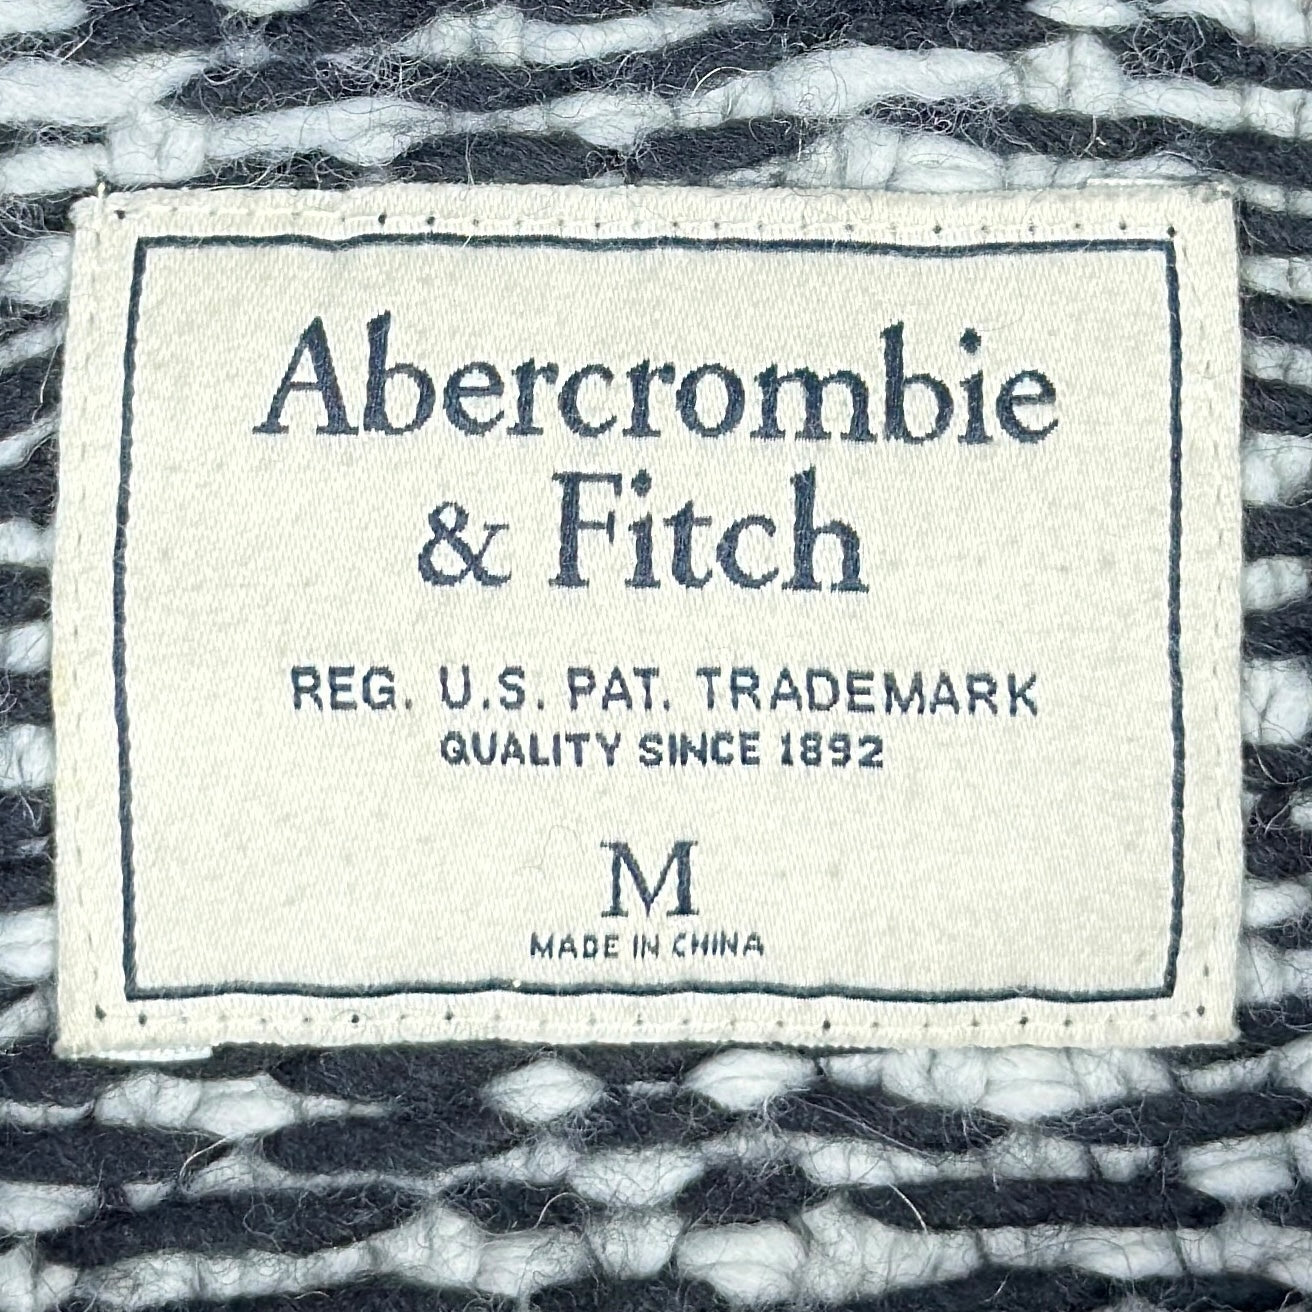 Abercrombie
& Fitch
REG. U.S. PAT. TRADEMARK
QUALITY SINCE 1892
M
MADE IN CHINA